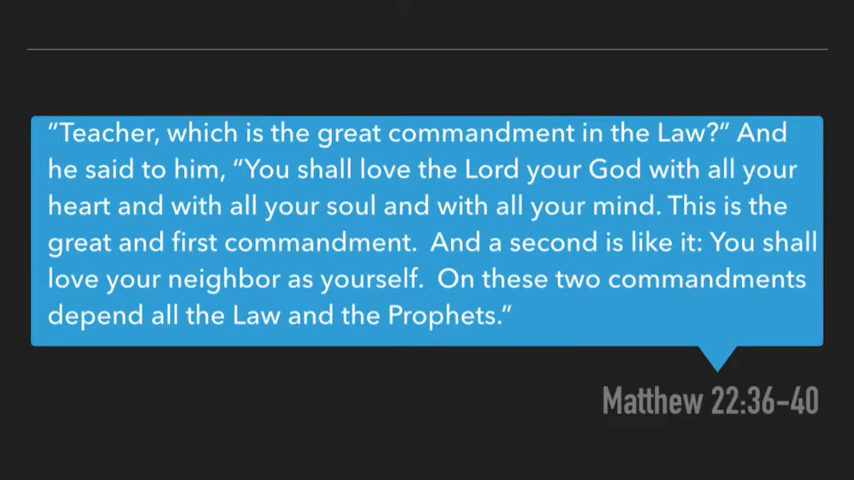 “Teacher, which is the great commandment in the Law?” And
he said to him, “You shall love the Lord your God with all your
heart and with all your soul and with all your mind. This is the
great and first commandment.  And a second is like it: You shall
love your neighbor as yourself.  On these two commandments
depend all the Law and the Prophets.“
Matthew 22:36–40